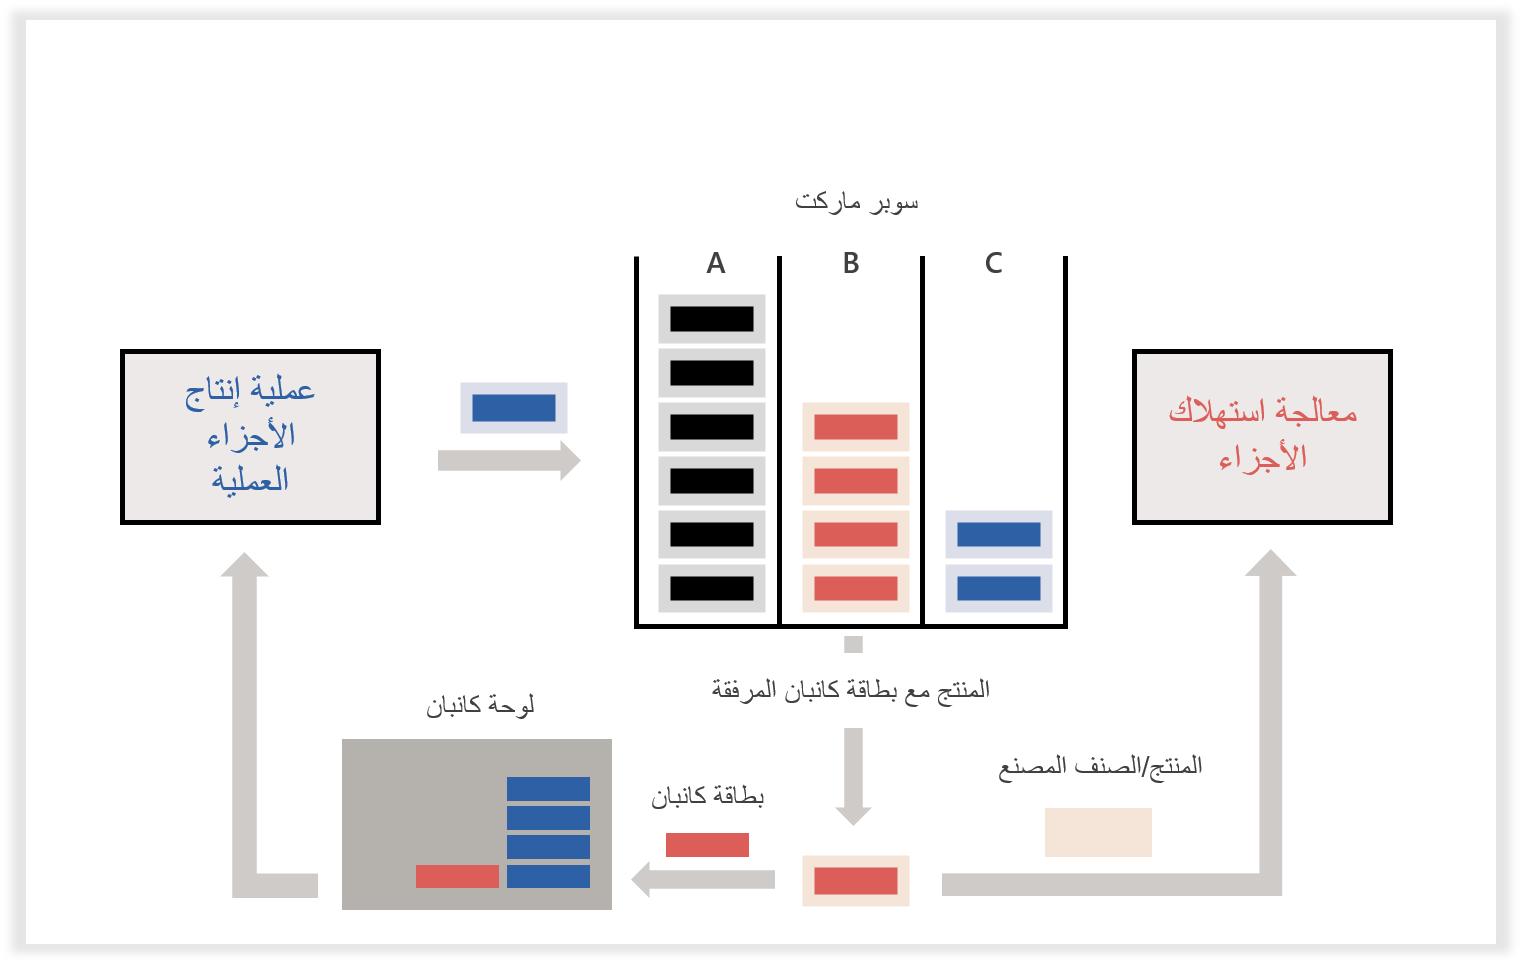 سوبر ماركت
A
B
C
عملية إنتاج
الأجزاء
العملية
معالجة استهلاك
الأجزاء
المنتج مع بطاقة كانبان المرفقة
لوحة كانبان
المنتج/الصنف المصنع
بطاقة كانبان